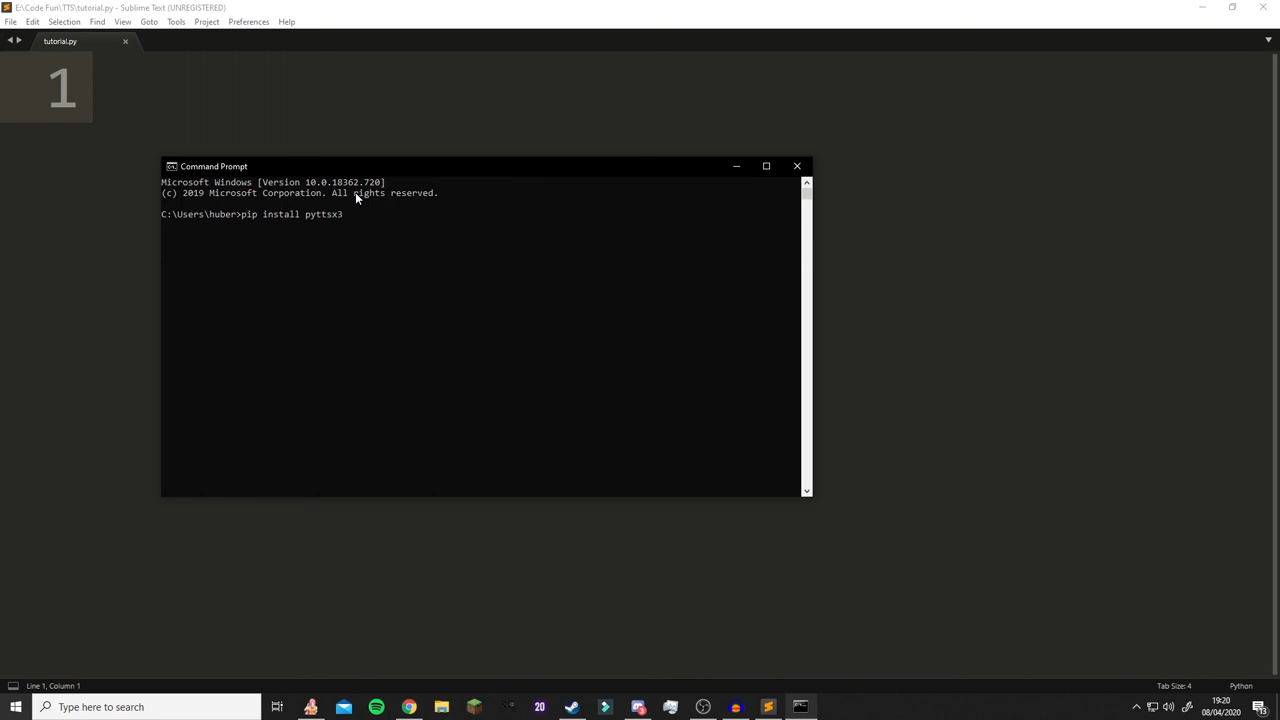 E:\Code Fun\TTS\tutorial.py - Sublime Text (UNREGISTERED)
File Edit Selection Find View Goto Tools Project Preferences Help
tutorial.py
1
Command Prompt
Microsoft Windows [Version 10.0.18362.720]
(c) 2019 Microsoft Corporation. All rights reserved.
C:\Users\huber>pip install pyttsx3
Line 1, Column 1
Tab Size: 4
Python
Type here to search
20
19:20
08/04/2020
13